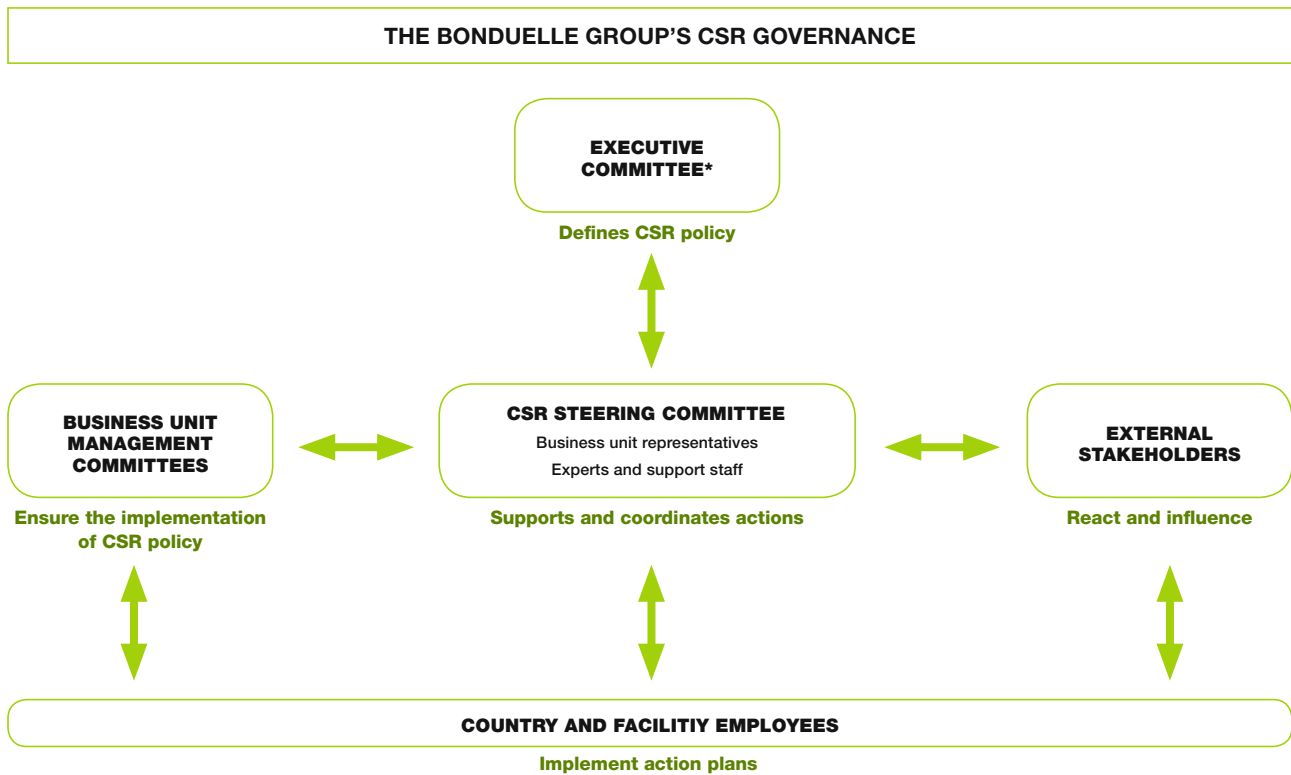 THE BONDUELLE GROUP'S CSR GOVERNANCE
EXECUTIVE
COMMITTEE*
Defines CSR policy
BUSINESS UNIT
MANAGEMENT
COMMITTEES
Ensure the implementation
of CSR policy
CSR STEERING COMMITTEE
Business unit representatives
Experts and support staff
Supports and coordinates actions
EXTERNAL
STAKEHOLDERS
React and influence
COUNTRY AND FACILITIY EMPLOYEES
Implement action plans